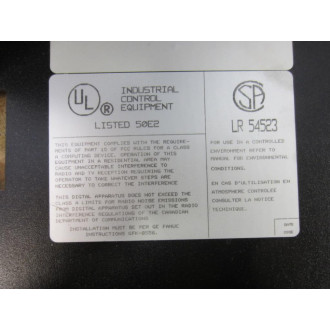 UL
®
INDUSTRIAL
CONTROL
EQUIPMENT
LISTED 50E2
THIS EQUIPMENT COMPLIES WITH THE REQUIRE-
MENTS OF PART 15 OF FCC RULES FOR A CLASS
A COMPUTING DEVICE. OPERATION OF THIS
EQUIPMENT IN A RESIDENTIAL AREA MAY
CAUSE UNACCEPTABLE INTERFERENCE TO
RADIO AND TV RECEPTION REQUIRING THE
OPERATOR TO TAKE WHATEVER STEPS ARE
NECESSARY TO CORRECT THE INTERFERENCE
THIS DIGITAL APPARATUS DOES NOT EXCEED THE
CLASS A LIMITS FOR RADIO NOISE EMISSIONS
FROM DIGITAL APPARATUS SET OUT IN THE RADIO
INTERFERENCE REGULATIONS OF THE CANADIAN
DEPARTMENT OF COMMUNICATIONS.
INSTALLATION MUST BE PER GE FANUC
INSTRUCTIONS
SA
®
LR 54523
FOR USE IN A CONTROLLED
ATMOSPHERE REFER TO
MANUAL FOR ENVIRONMENTAL
CONDITIONS.
EN CAS D'UTILISATION EN
ATMOSPHERE CONTROLEE
CONSULTER LA NOTICE
TECHNIQUE.
DATE
CODE